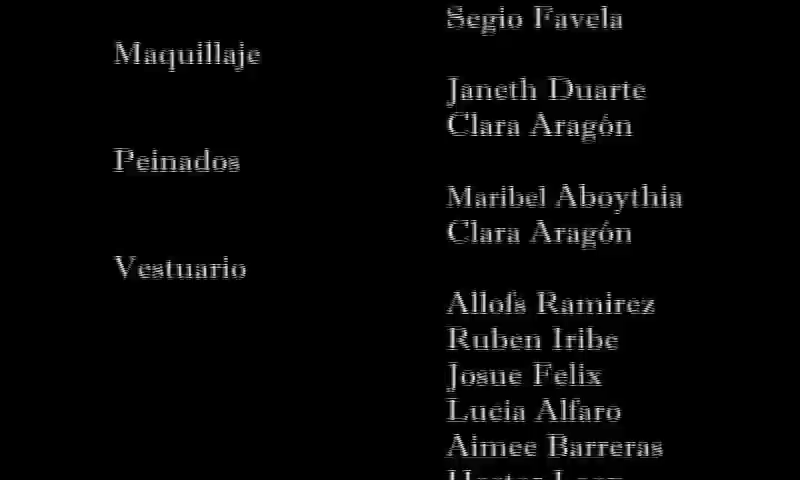 Segio Favela
Maquillaje
Janeth Duarte
Clara Aragón
Peinados
Maribel Aboythia
Clara Aragón
Vestuario
Allofs Ramirez
Ruben Iribe
Josue Felix
Lucia Alfaro
Aimee Barreras